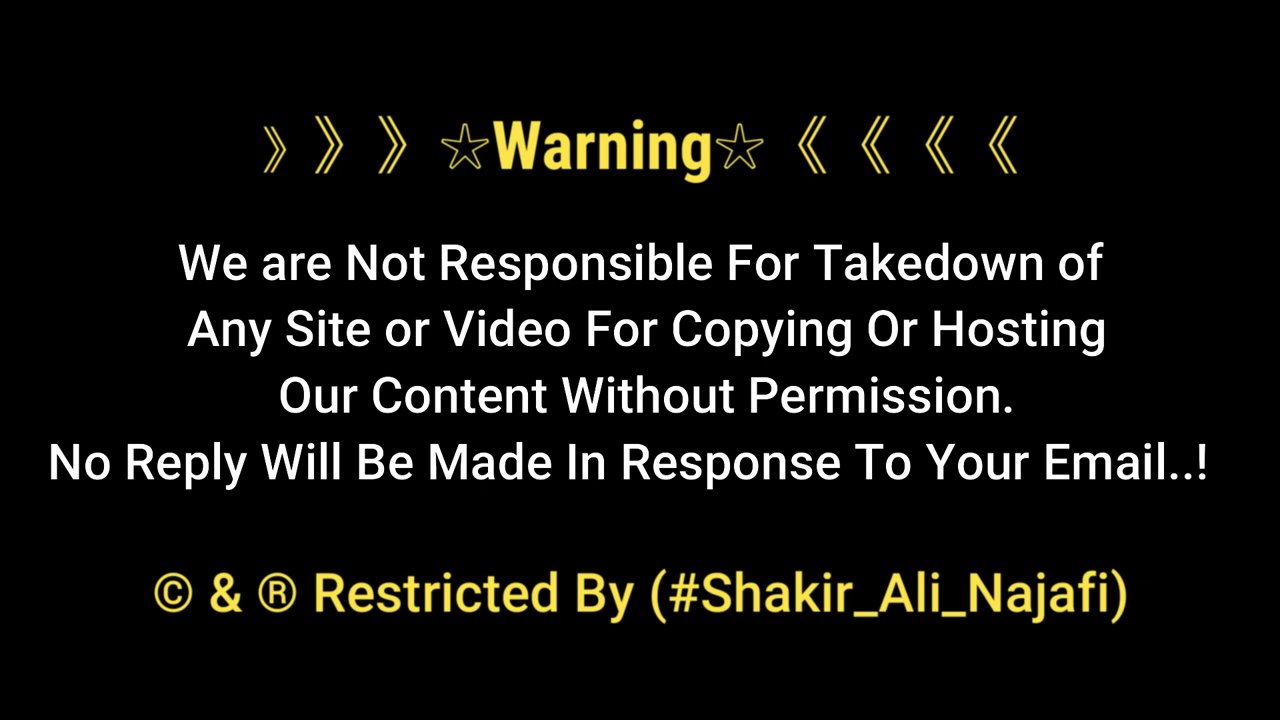 》》》☆Warning☆《《《《
We are Not Responsible For Takedown of
Any Site or Video For Copying Or Hosting
Our Content Without Permission.
No Reply Will Be Made In Response To Your Email..!
© & ® Restricted By (#Shakir_Ali_Najafi)